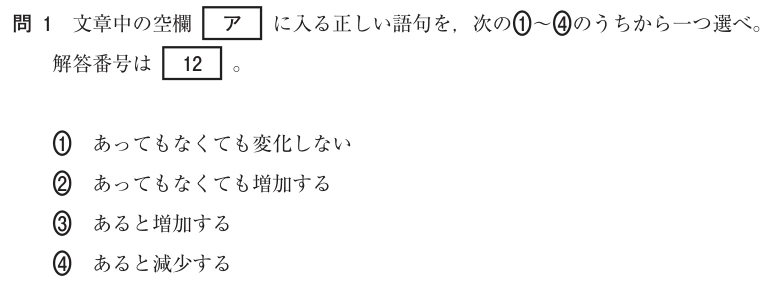 問 1 文章中の空欄 ア に入る正しい語句を，次の①～④のうちから一つ選べ。
解答番号は 12 。
① あってもなくても変化しない
② あってもなくても増加する
③ あると増加する
④ あると減少する